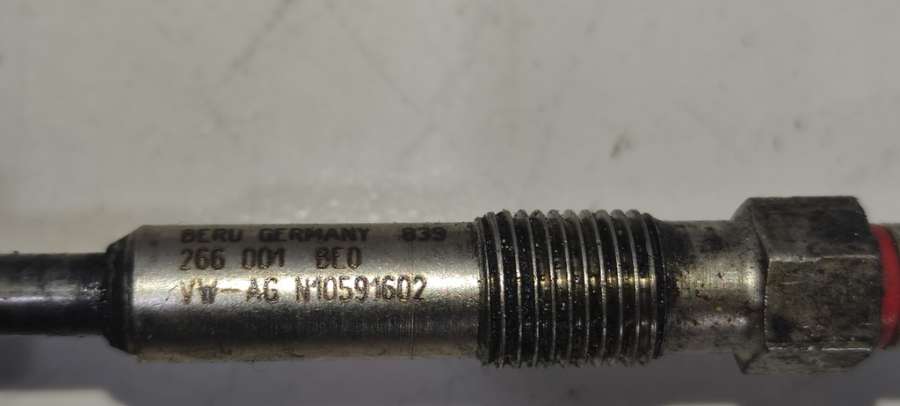 BERU GERMANY 839
266 001 BE0
VW-AG N10591602